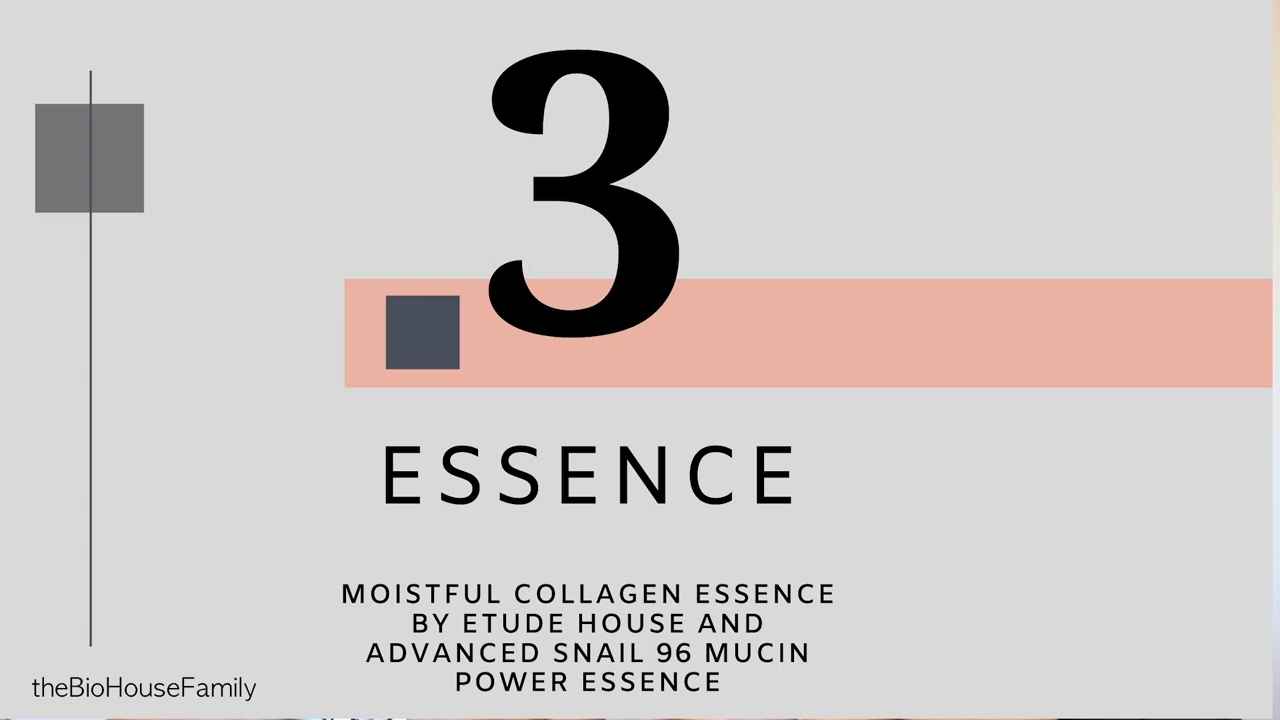 3
ESSENCE
MOISTFUL COLLAGEN ESSENCE
BY ETUDE HOUSE AND
ADVANCED SNAIL 96 MUCIN
POWER ESSENCE
theBioHouseFamily